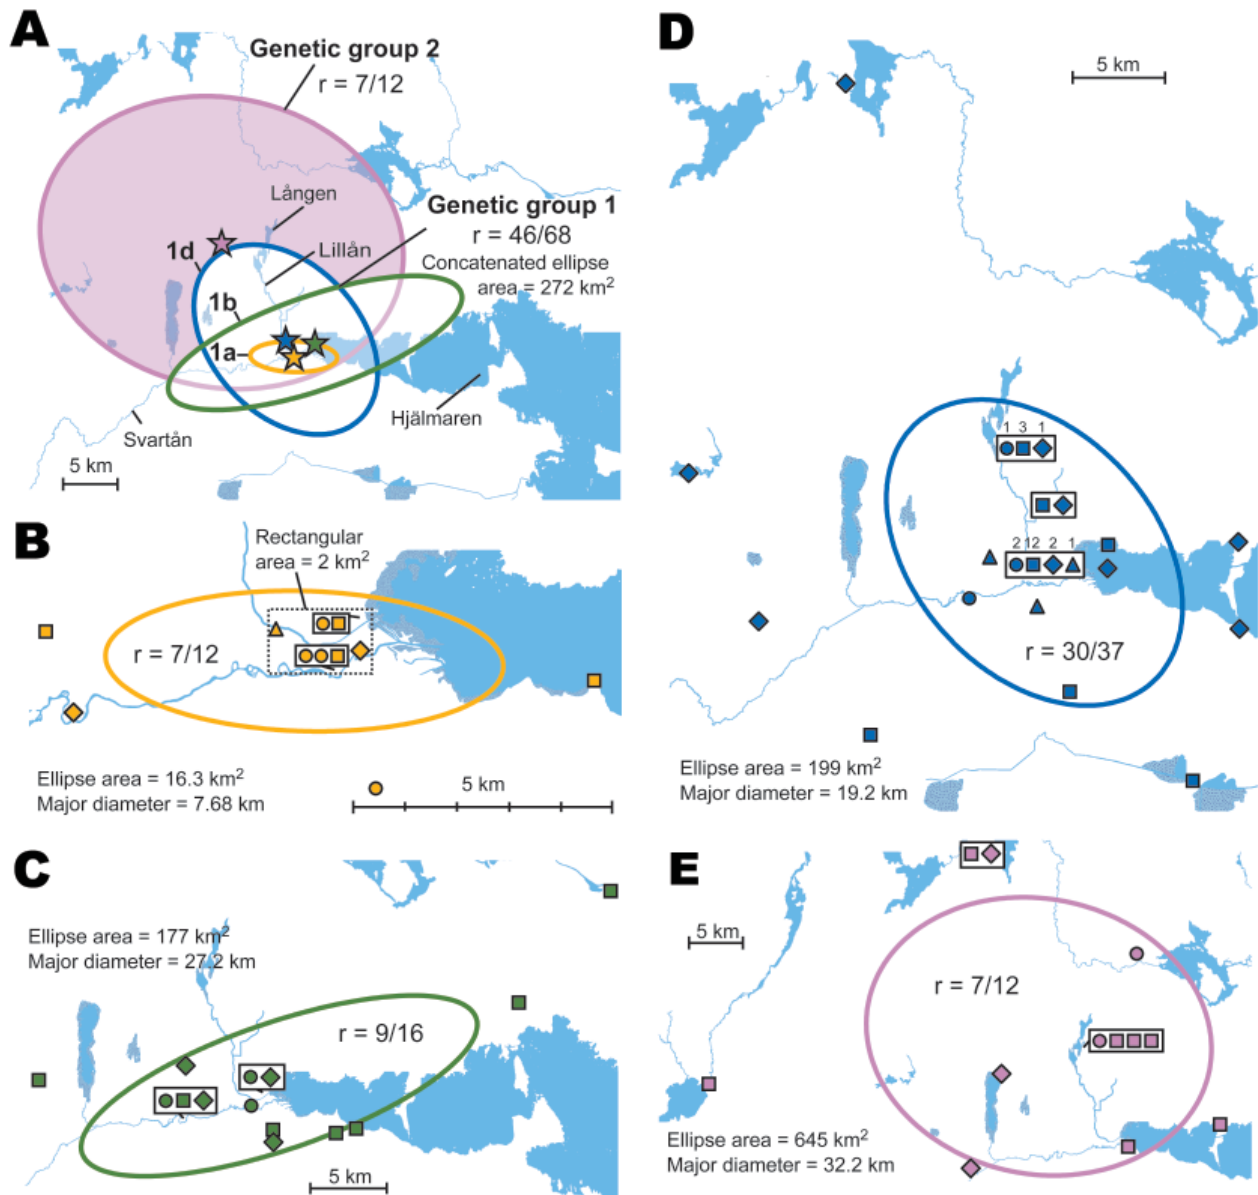 A
Genetic group 2
r = 7/12
Lången
Genetic group 1
r = 46/68
Concatenated ellipse
area = 272 km²
1d
Lillån
1b
1a
Hjälmaren
Svartån
5 km
B
Rectangular
area = 2 km²
r = 7/12
Ellipse area = 16.3 km²
Major diameter = 7.68 km
5 km
C
Ellipse area = 177 km²
Major diameter = 27.2 km
r = 9/16
5 km
D
5 km
1 3 1
2 12 2 1
r = 30/37
Ellipse area = 199 km²
Major diameter = 19.2 km
E
5 km
r = 7/12
Ellipse area = 645 km²
Major diameter = 32.2 km